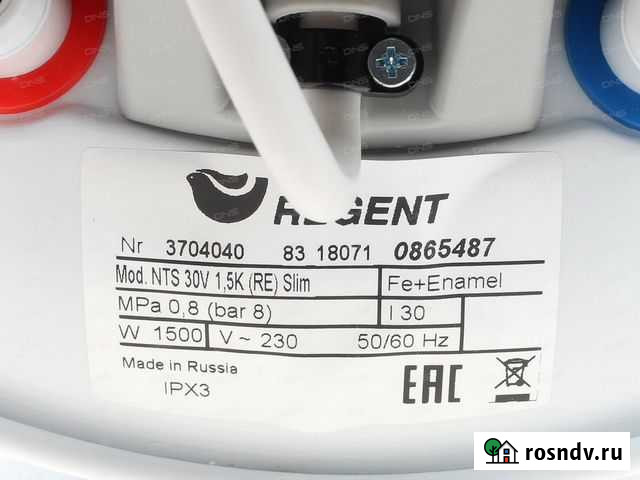 REGENT
Nr 3704040 83 18071 0865487
Mod. NTS 30V 1,5K (RE) Slim Fe+Enamel
MPa 0,8 (bar 8) l 30
W 1500 V ~ 230 50/60 Hz
Made in Russia
IPX3
EAC
rosndv.ru
DNS